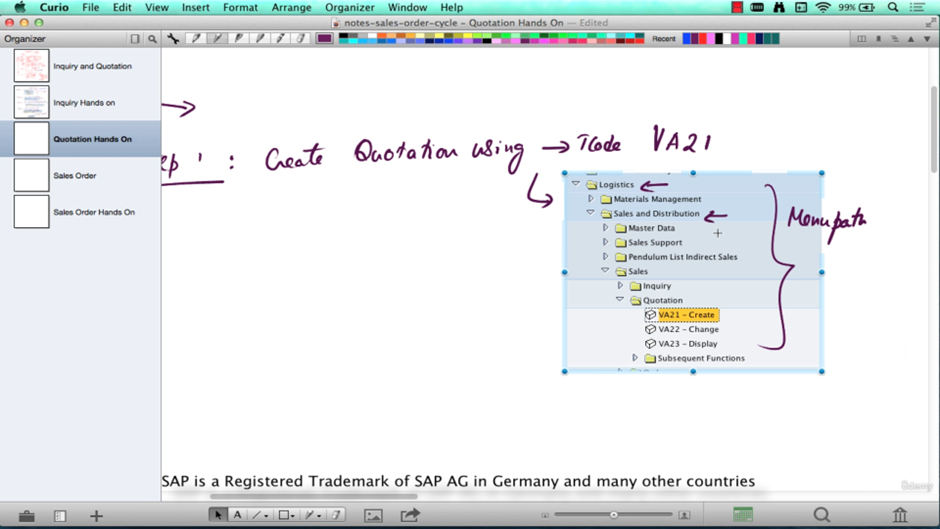 Curio File Edit View Insert Format Arrange Organizer Window Help 99%
notes-sales-order-cycle – Quotation Hands On – Edited
Organizer
Recent
Inquiry and Quotation
Inquiry Hands on
Quotation Hands On
Sales Order
Sales Order Hands On
ep 1 : Create Quotation using → TCode VA21
Logistics
Materials Management
Sales and Distribution
Master Data
Sales Support
Pendulum List Indirect Sales
Sales
Inquiry
Quotation
VA21 – Create
VA22 – Change
VA23 – Display
Subsequent Functions
Menu path
SAP is a Registered Trademark of SAP AG in Germany and many other countries
Udemy
A